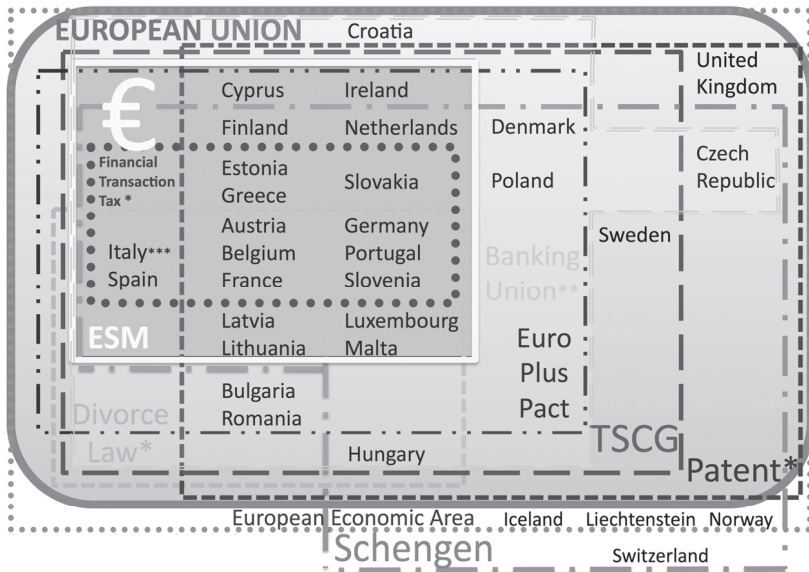 EUROPEAN UNION
Croatia
United
Kingdom
€
Cyprus Ireland
Finland Netherlands Denmark
Financial
Transaction
Tax *
Estonia
Greece
Slovakia
Poland
Czech
Republic
Austria Germany
Sweden
Italy*** Belgium Portugal
Spain France Slovenia
Banking
Union**
ESM
Latvia Luxembourg
Lithuania Malta
Euro
Plus
Pact
Bulgaria
Romania
Divorce
Law*
Hungary
TSCG
Patent*
European Economic Area Iceland Liechtenstein Norway
Schengen
Switzerland